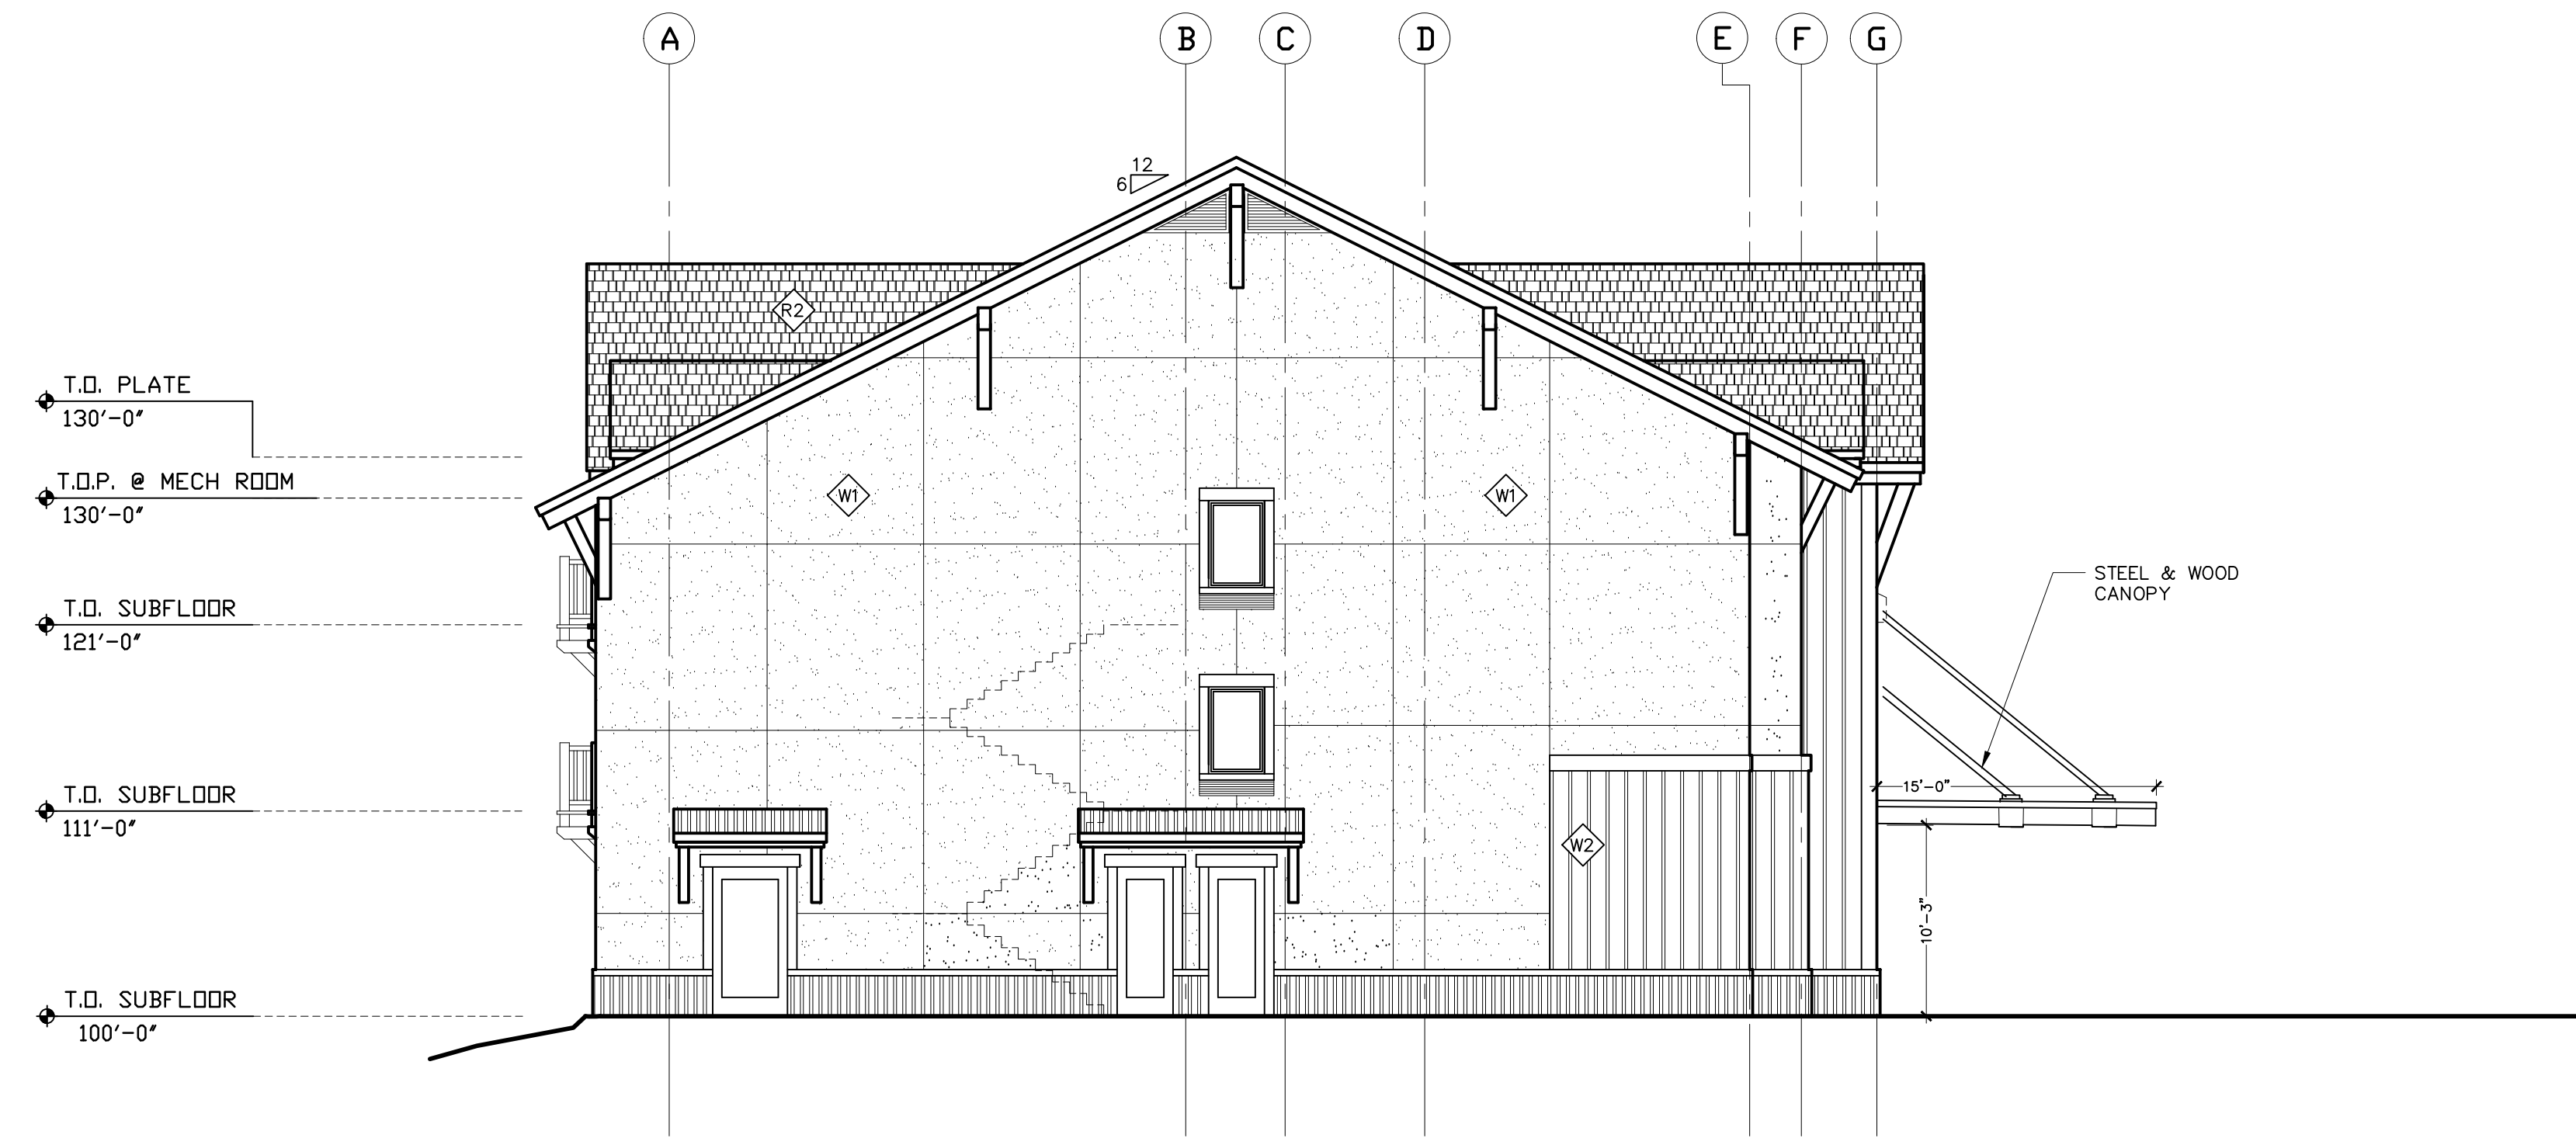 A B C D E F G
12
6
R2
T.O. PLATE
130'-0"
T.O.P. @ MECH ROOM
130'-0"
W1 W1
STEEL & WOOD
CANOPY
T.O. SUBFLOOR
121'-0"
15'-0"
T.O. SUBFLOOR
111'-0"
W2
10'-3"
T.O. SUBFLOOR
100'-0"